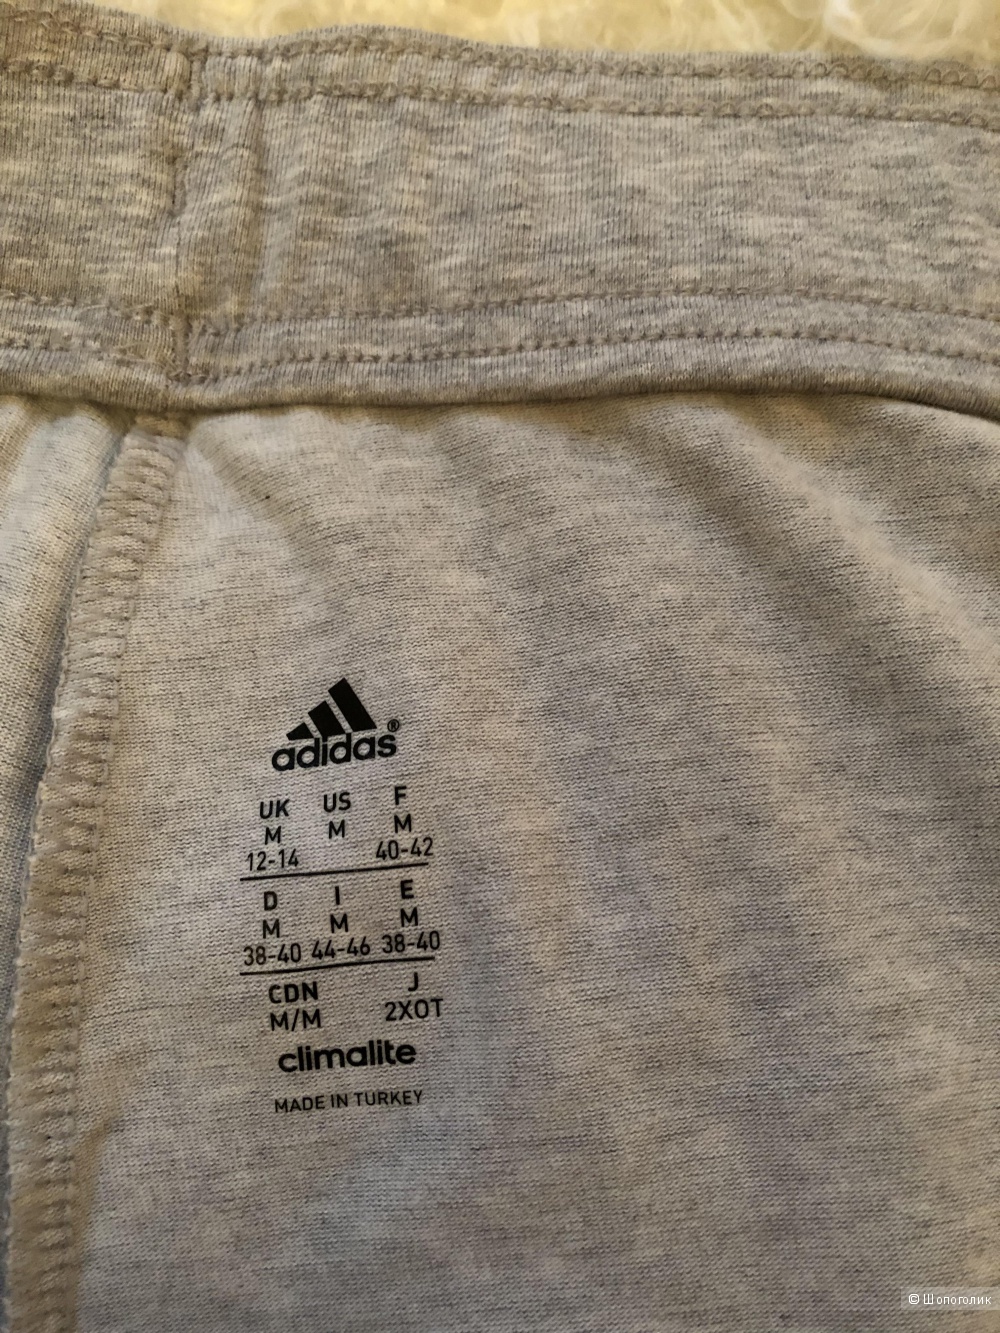 adidas®
UK US F
M M M
12-14 40-42
D I E
M M M
38-40 44-46 38-40
CDN J
M/M 2XOT
climalite
MADE IN TURKEY
© Шопоголик